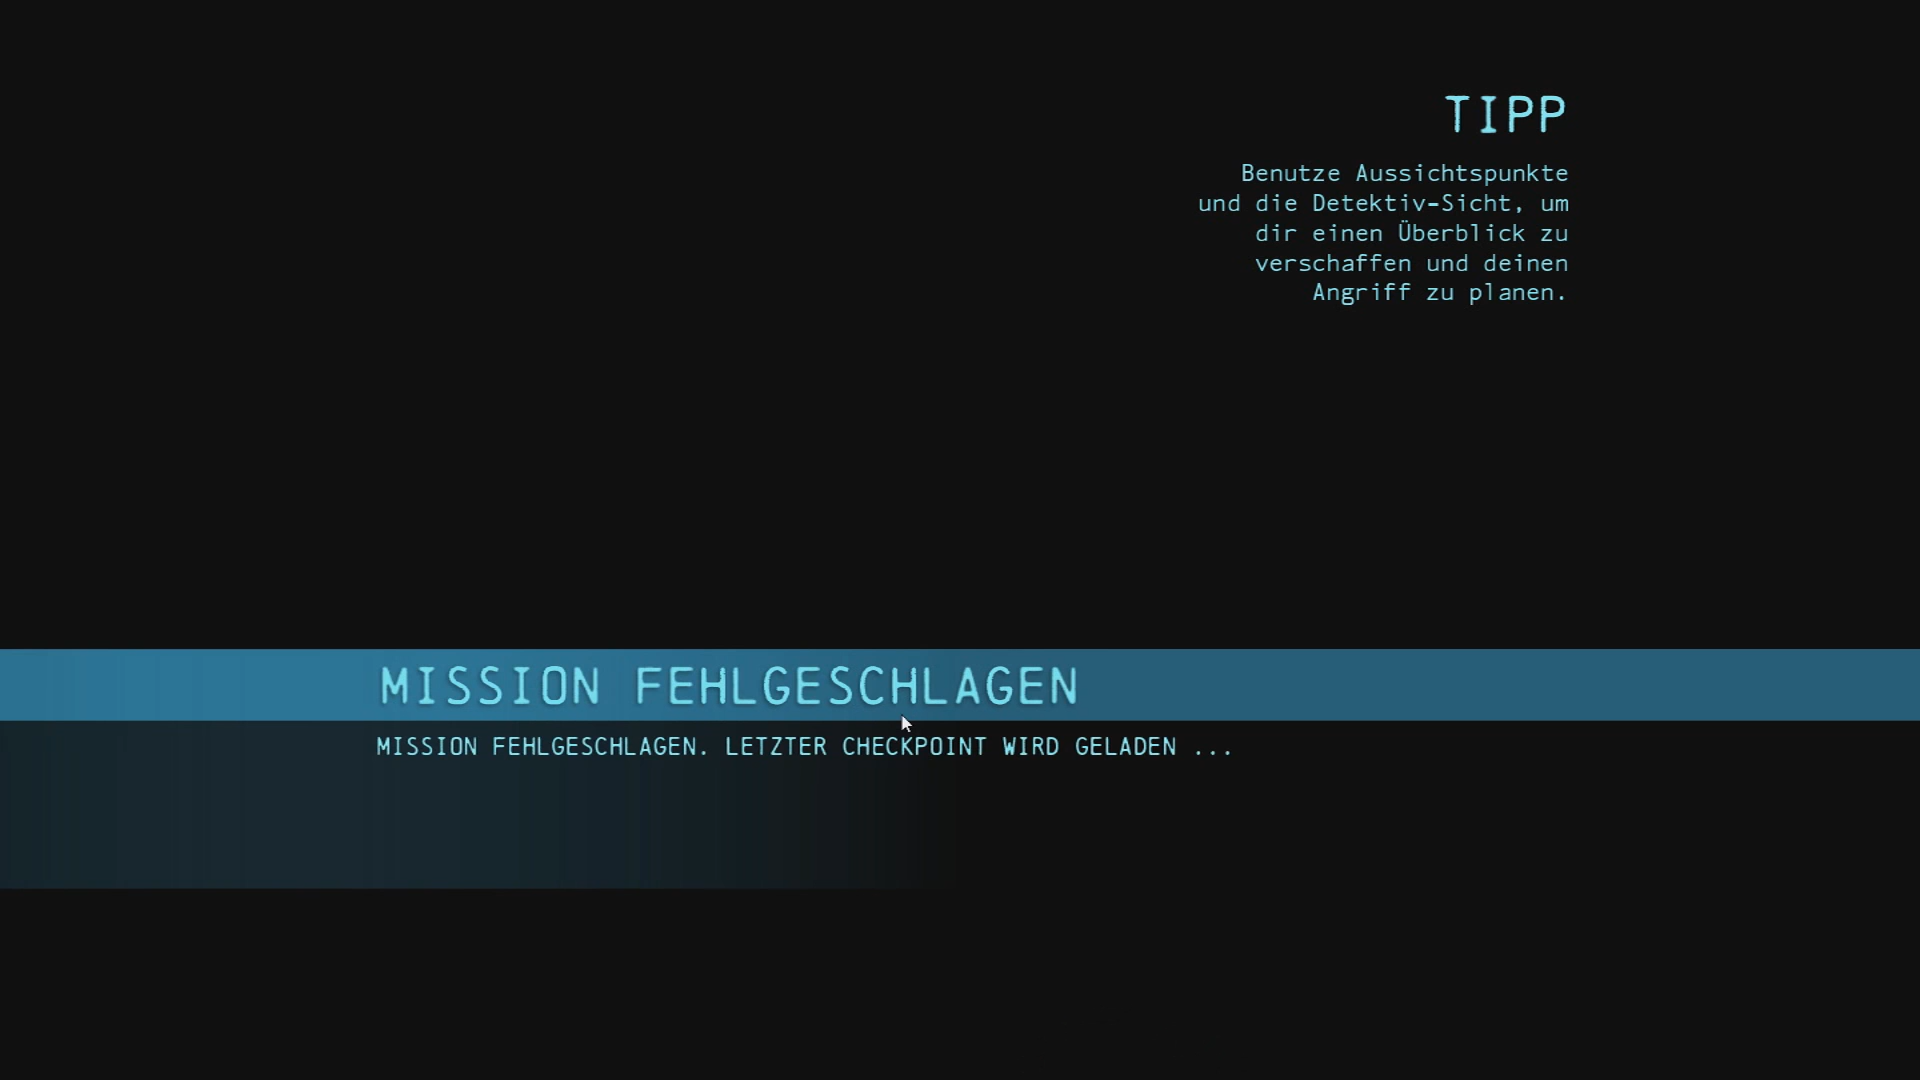 TIPP
Benutze Aussichtspunkte
und die Detektiv-Sicht, um
dir einen Überblick zu
verschaffen und deinen
Angriff zu planen.
MISSION FEHLGESCHLAGEN
MISSION FEHLGESCHLAGEN. LETZTER CHECKPOINT WIRD GELADEN ...